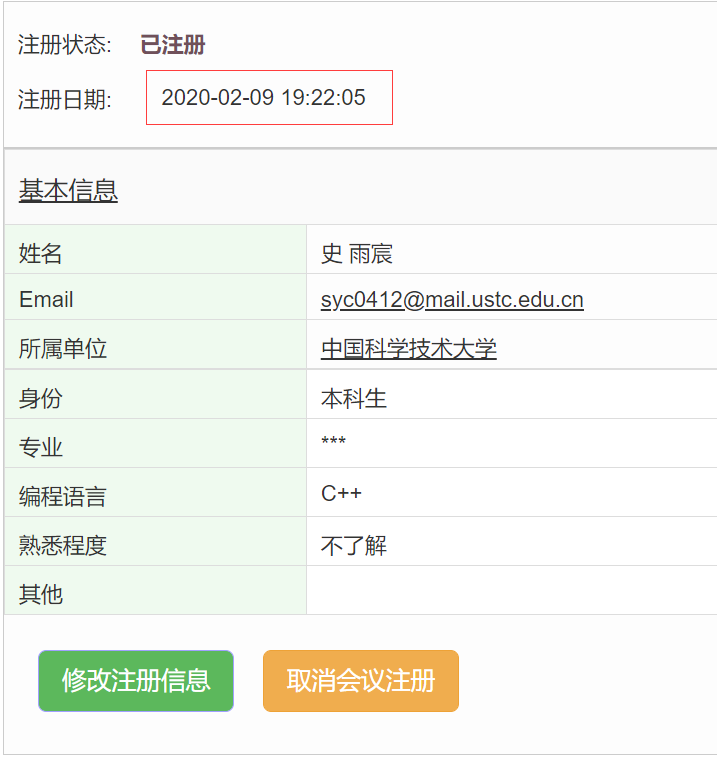 注册状态: 已注册
注册日期: 2020-02-09 19:22:05
基本信息
姓名 史 雨宸
Email syc0412@mail.ustc.edu.cn
所属单位 中国科学技术大学
身份 本科生
专业 ***
编程语言 C++
熟悉程度 不了解
其他
修改注册信息 取消会议注册